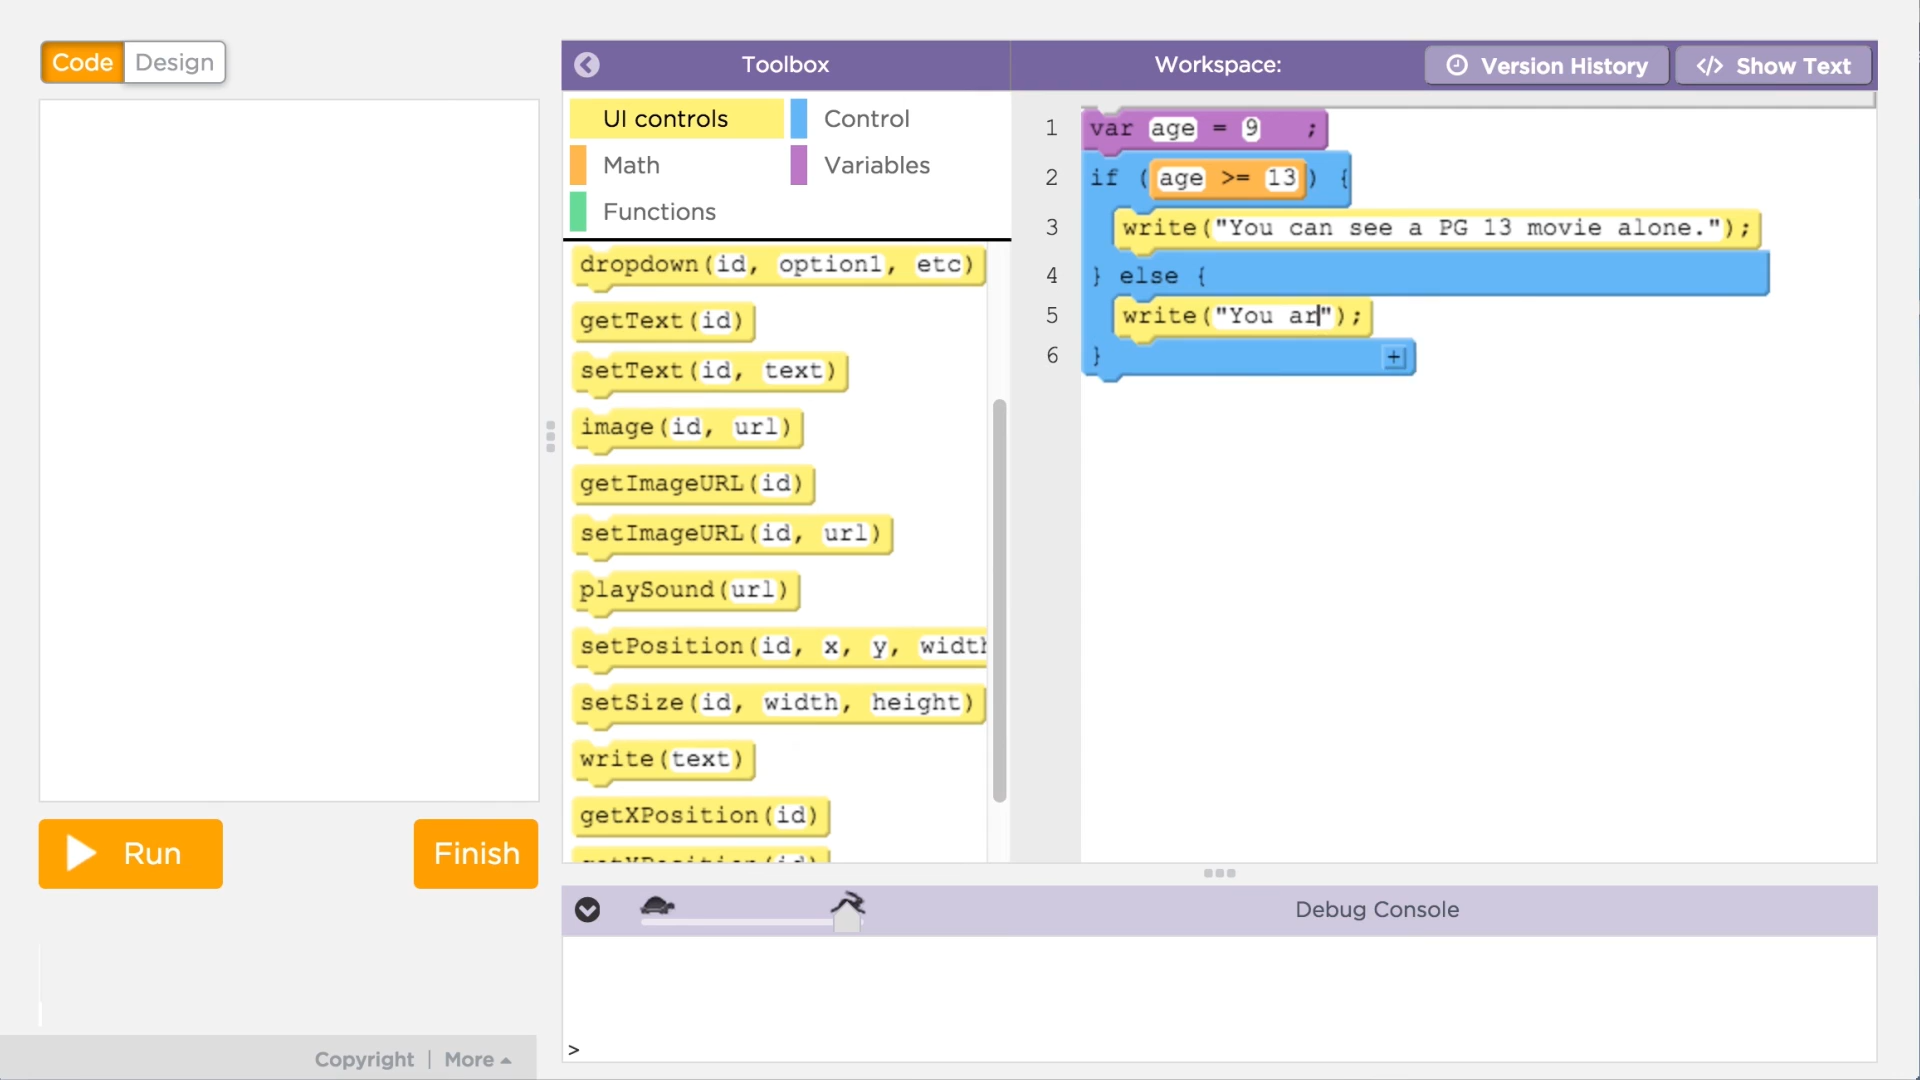 Code Design
Toolbox
Workspace:
Version History
</> Show Text
UI controls
Control
Math
Variables
Functions
dropdown(id, option1, etc)
getText(id)
setText(id, text)
image(id, url)
getImageURL(id)
setImageURL(id, url)
playSound(url)
setPosition(id, x, y, width
setSize(id, width, height)
write(text)
getXPosition(id)
1 var age = 9 ;
2 if (age >= 13) {
3 write("You can see a PG 13 movie alone.");
4 } else {
5 write("You ar");
6 } +
Run
Finish
Debug Console
>
Copyright | More